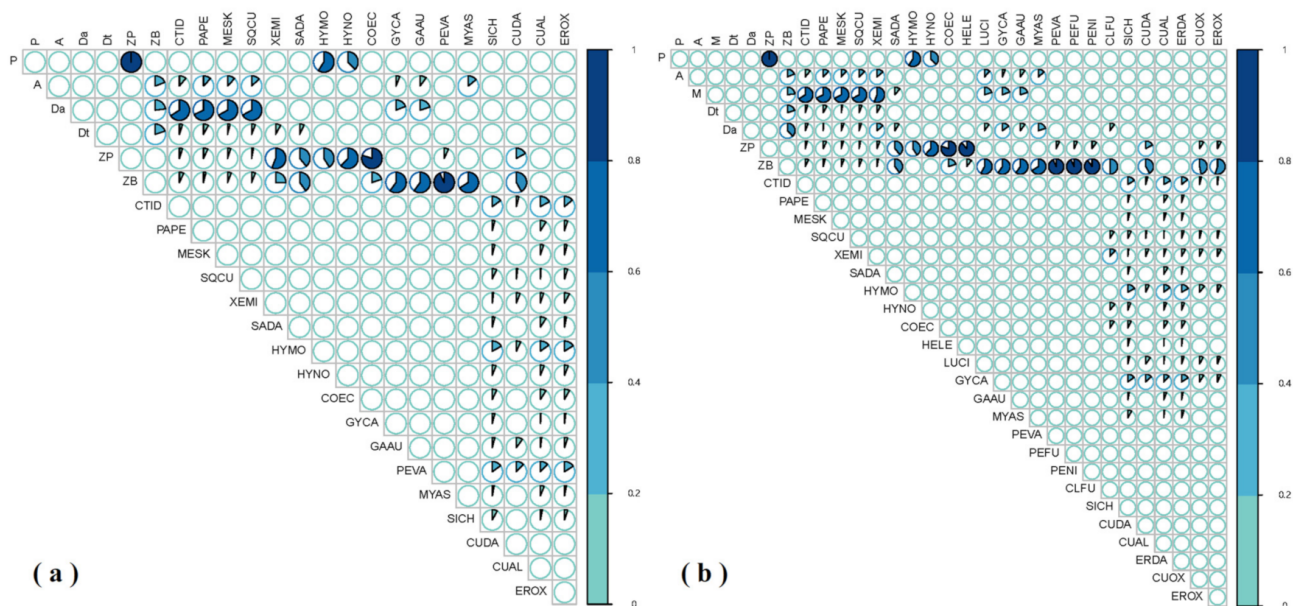 P A Da Dt ZP ZB CTID PAPE MESK SQCU XEMI SADA HYMO HYNO COEC GYCA GAAU PEVA MYAS SICH CUDA CUAL EROX
P
A
Da
Dt
ZP
ZB
CTID
PAPE
MESK
SQCU
XEMI
SADA
HYMO
HYNO
COEC
GYCA
GAAU
PEVA
MYAS
SICH
CUDA
CUAL
EROX
1
0.8
0.6
0.4
0.2
0
( a )
P A M Dt Da ZP ZB CTID PAPE MESK SQCU XEMI SADA HYMO HYNO COEC HELE LUCI GYCA GAAU MYAS PEVA PEFU PENI CLFU SICH CUDA CUAL ERDA CUOX EROX
P
A
M
Dt
Da
ZP
ZB
CTID
PAPE
MESK
SQCU
XEMI
SADA
HYMO
HYNO
COEC
HELE
LUCI
GYCA
GAAU
MYAS
PEVA
PEFU
PENI
CLFU
SICH
CUDA
CUAL
ERDA
CUOX
EROX
1
0.8
0.6
0.4
0.2
0
( b )